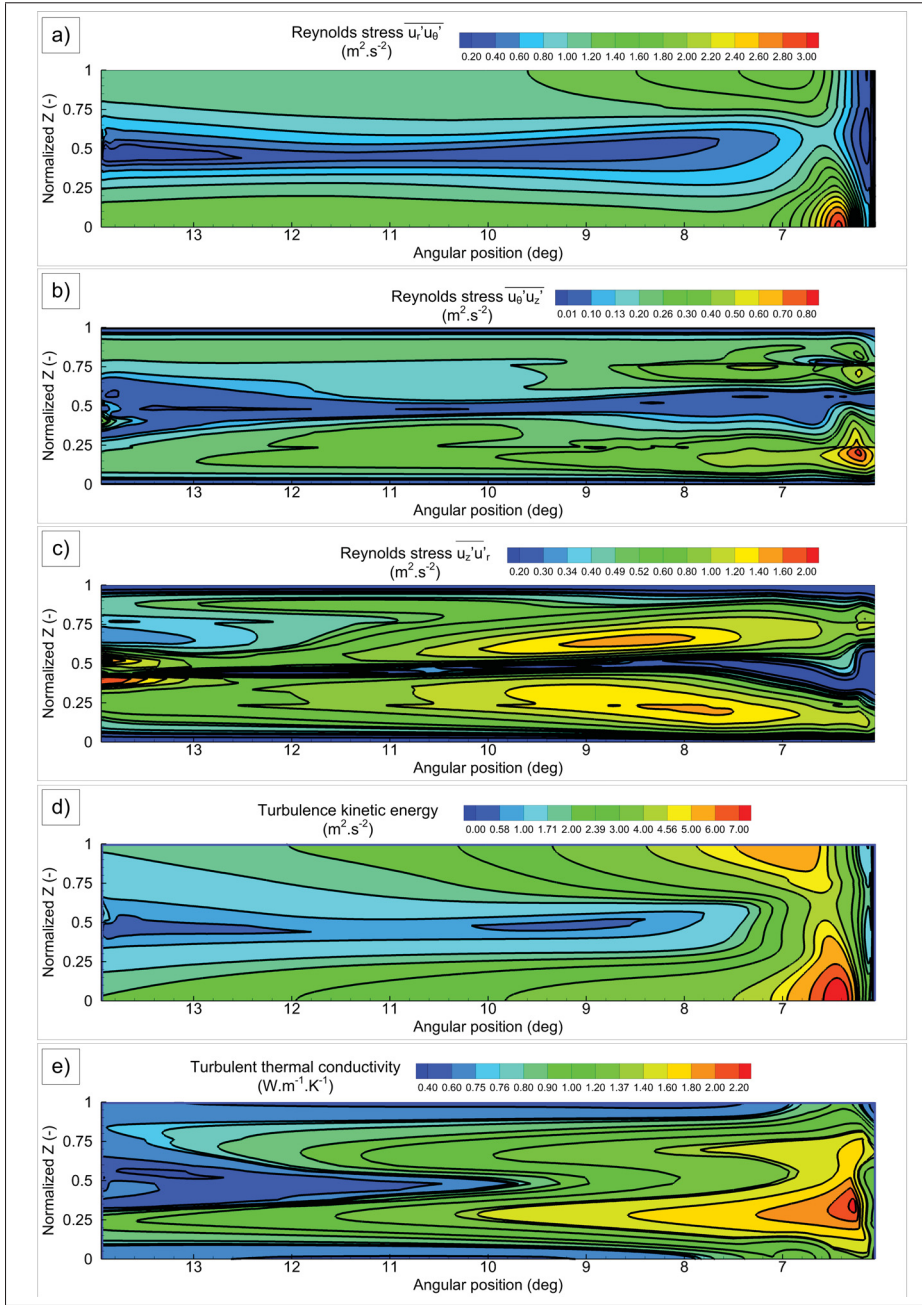 a)
Reynolds stress u_r'u_θ'
(m².s⁻²)
0.20 0.40 0.60 0.80 1.00 1.20 1.40 1.80 2.00 2.20 2.40 2.60 2.80 3.00
Normalized Z (-)
1
0.75
0.50
0.25
0
13 12 11 10 9 8 7
Angular position (deg)
b)
Reynolds stress u_θ'u_z'
(m².s⁻²)
0.01 0.10 0.13 0.20 0.26 0.30 0.40 0.50 0.60 0.70 0.80
Normalized Z (-)
1
0.75
0.5
0.25
0
13 12 11 10 9 8 7
Angular position (deg)
c)
Reynolds stress u_z'u'_r
(m².s⁻²)
0.20 0.30 0.34 0.40 0.49 0.52 0.60 0.80 1.00 1.20 1.40 1.60 2.00
Normalized Z (-)
1
0.75
0.5
0.25
0
13 12 11 10 9 8 7
Angular position (deg)
d)
Turbulence kinetic energy
(m².s⁻²)
0.00 0.58 1.00 1.71 2.00 2.39 3.00 4.00 4.56 5.00 6.00 7.00
Normalized Z (-)
1
0.75
0.50
0.25
0
13 12 11 10 9 8 7
Angular position (deg)
e)
Turbulent thermal conductivity
(W.m⁻¹.K⁻¹)
0.40 0.60 0.75 0.76 0.80 0.90 1.00 1.20 1.37 1.40 1.60 1.80 2.00 2.20
Normalized Z (-)
1
0.75
0.5
0.25
0
13 12 11 10 9 8 7
Angular position (deg)